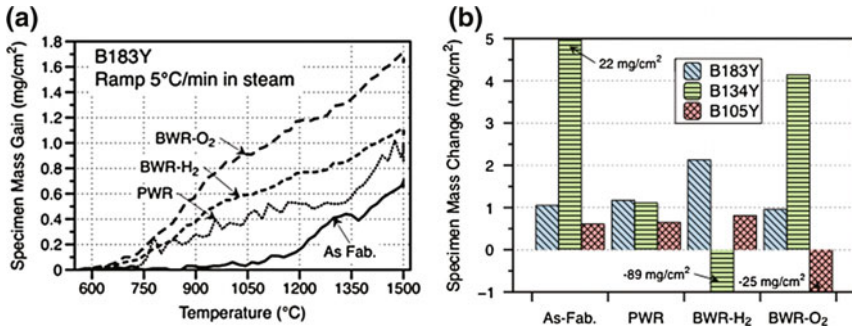 (a)
Specimen Mass Gain (mg/cm²)
1.8
1.6
1.4
1.2
1.0
0.8
0.6
0.4
0.2
0
B183Y
Ramp 5°C/min in steam
BWR-O₂
BWR-H₂
PWR
As Fab.
600 750 900 1050 1200 1350 1500
Temperature (°C)
(b)
Specimen Mass Change (mg/cm²)
5
4
3
2
1
0
-1
22 mg/cm²
B183Y
B134Y
B105Y
-89 mg/cm²
-25 mg/cm²
As-Fab. PWR BWR-H₂ BWR-O₂